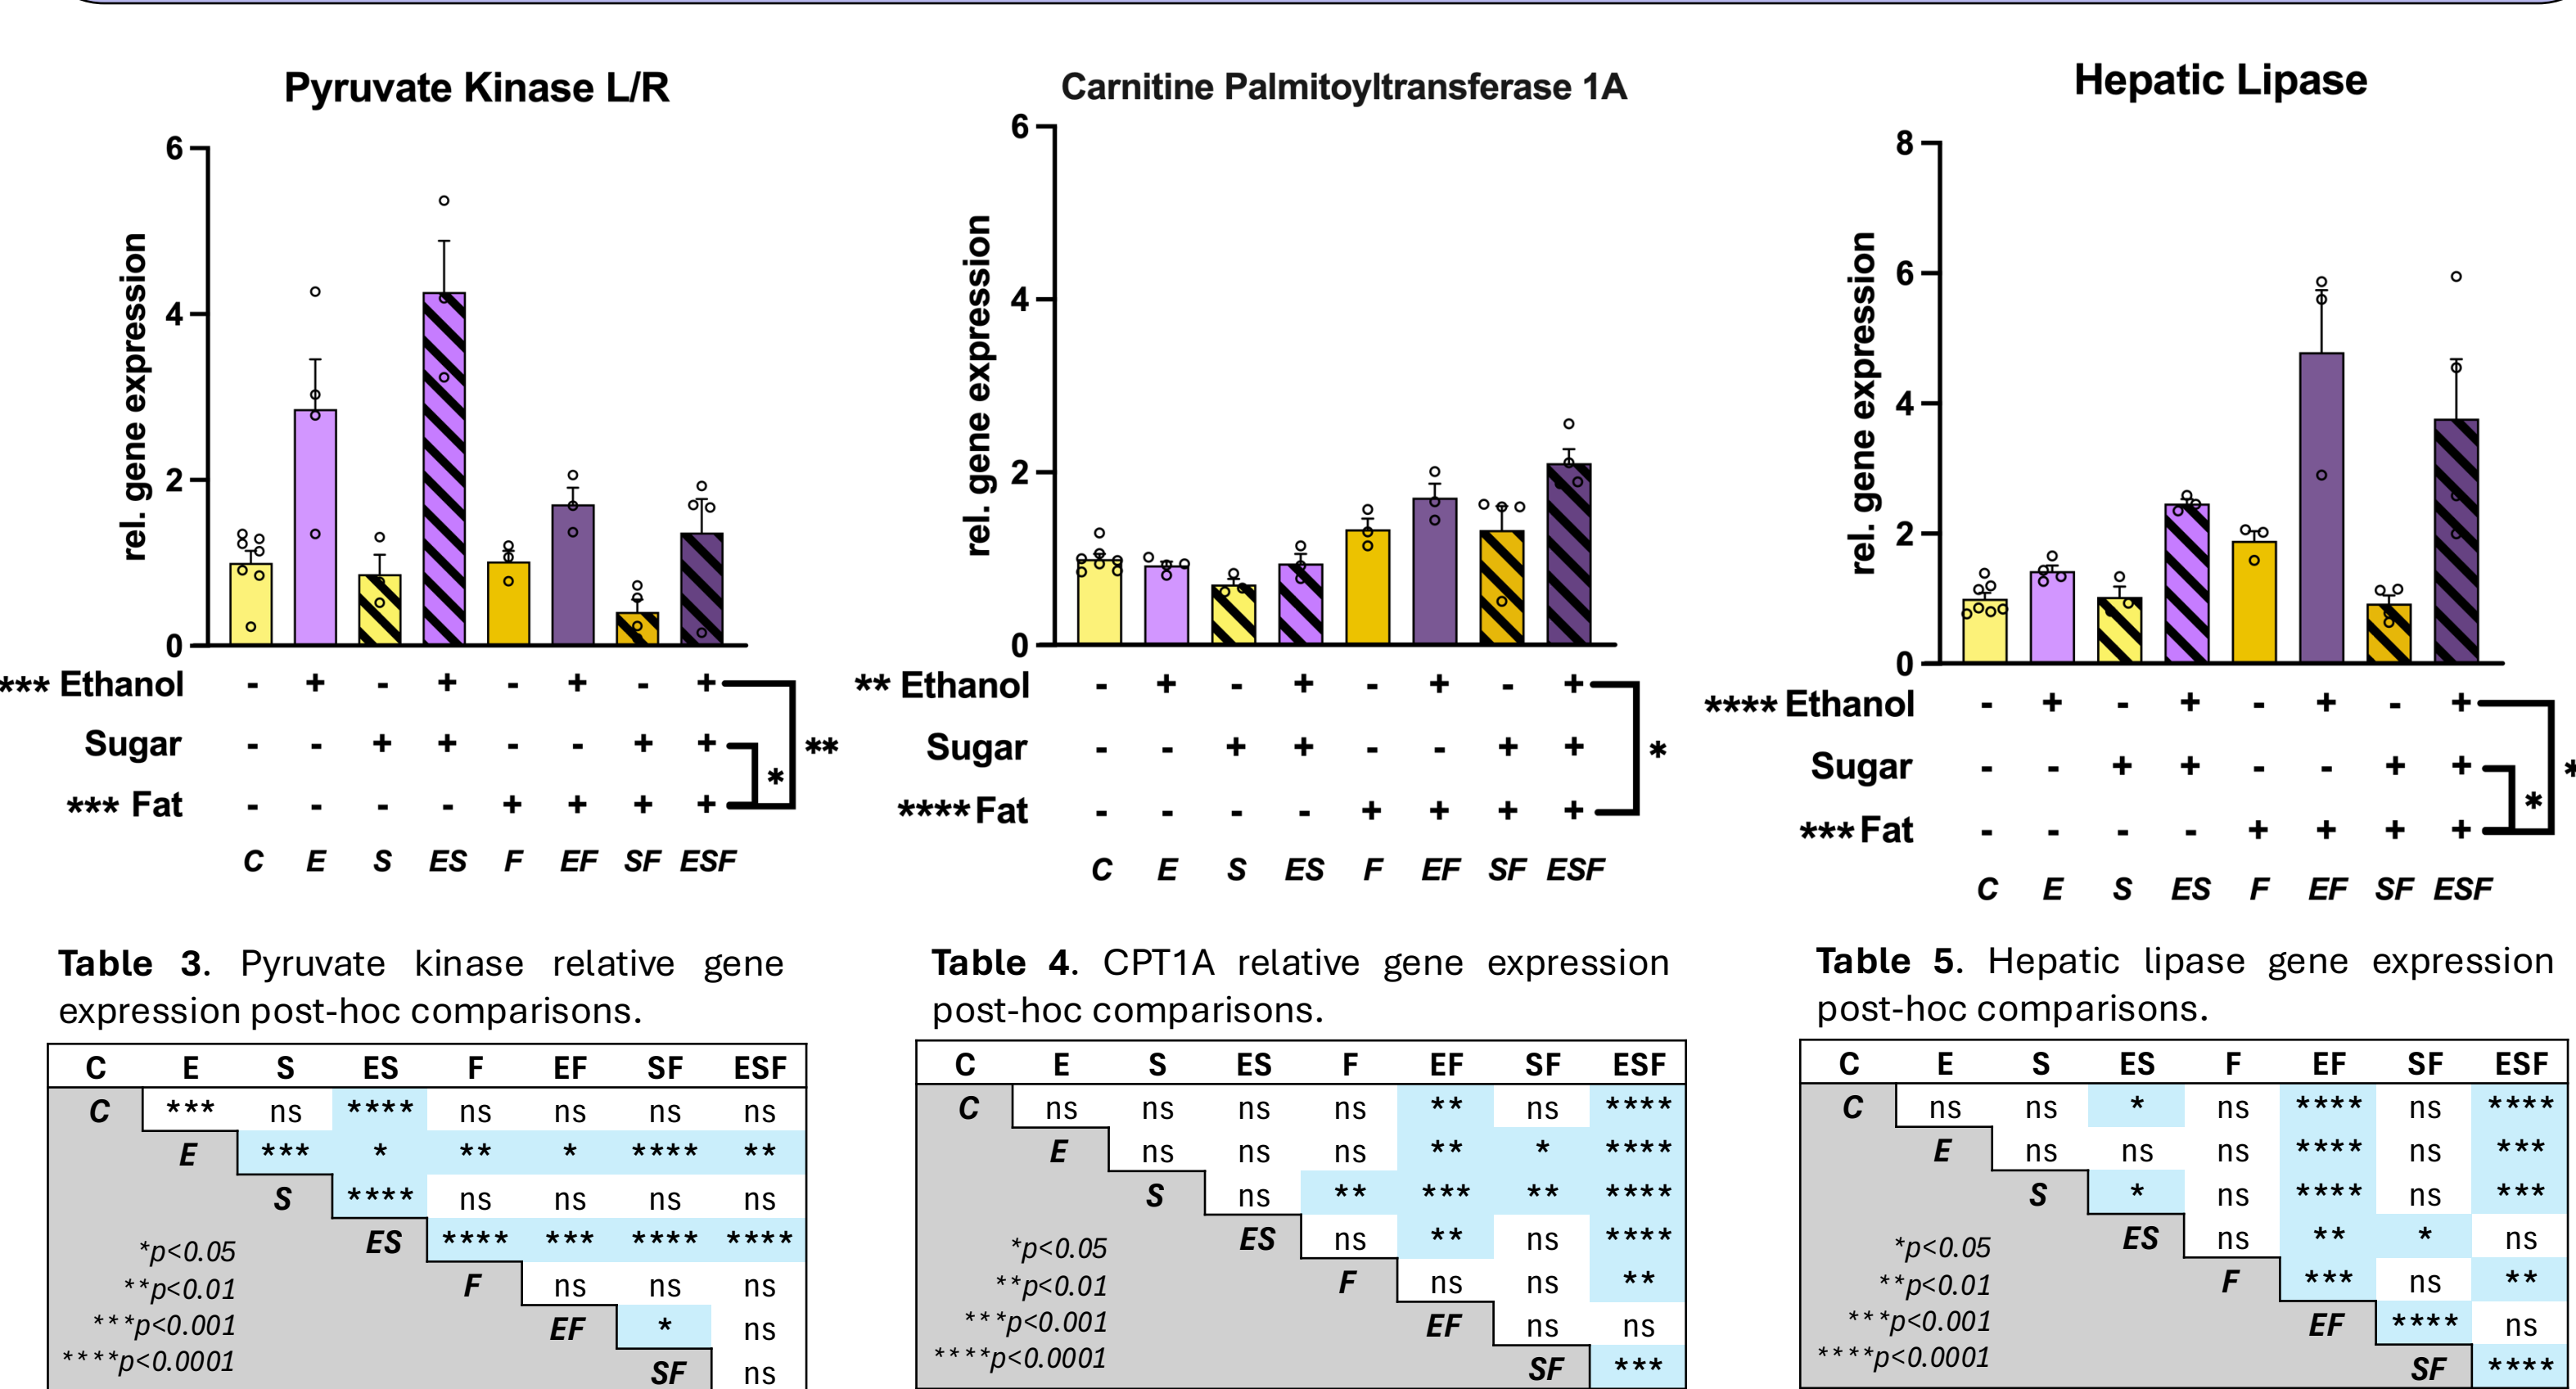 Pyruvate Kinase L/R
6
4
2
0
rel. gene expression
*** Ethanol - + - + - + - +
Sugar - - + + - - + +
*** Fat - - - - + + + +
**
*
C E S ES F EF SF ESF
Carnitine Palmitoyltransferase 1A
6
4
2
0
rel. gene expression
** Ethanol - + - + - + - +
Sugar - - + + - - + +
**** Fat - - - - + + + +
*
C E S ES F EF SF ESF
Hepatic Lipase
8
6
4
2
0
rel. gene expression
**** Ethanol - + - + - + - +
Sugar - - + + - - + +
*** Fat - - - - + + + +
*
C E S ES F EF SF ESF
Table 3. Pyruvate kinase relative gene
expression post-hoc comparisons.
C E S ES F EF SF ESF
C *** ns **** ns ns ns ns
E *** * ** * **** **
S **** ns ns ns ns
ES **** *** **** ****
F ns ns ns
EF * ns
SF ns
*p<0.05
**p<0.01
***p<0.001
****p<0.0001
Table 4. CPT1A relative gene expression
post-hoc comparisons.
C E S ES F EF SF ESF
C ns ns ns ns ** ns ****
E ns ns ns ** * ****
S ns ** *** ** ****
ES ns ** ns ****
F ns ns **
EF ns ns
SF ***
*p<0.05
**p<0.01
***p<0.001
****p<0.0001
Table 5. Hepatic lipase gene expression
post-hoc comparisons.
C E S ES F EF SF ESF
C ns ns * ns **** ns ****
E ns ns ns **** ns ***
S * ns **** ns ***
ES ns ** * ns
F *** ns **
EF **** ns
SF ****
*p<0.05
**p<0.01
***p<0.001
****p<0.0001